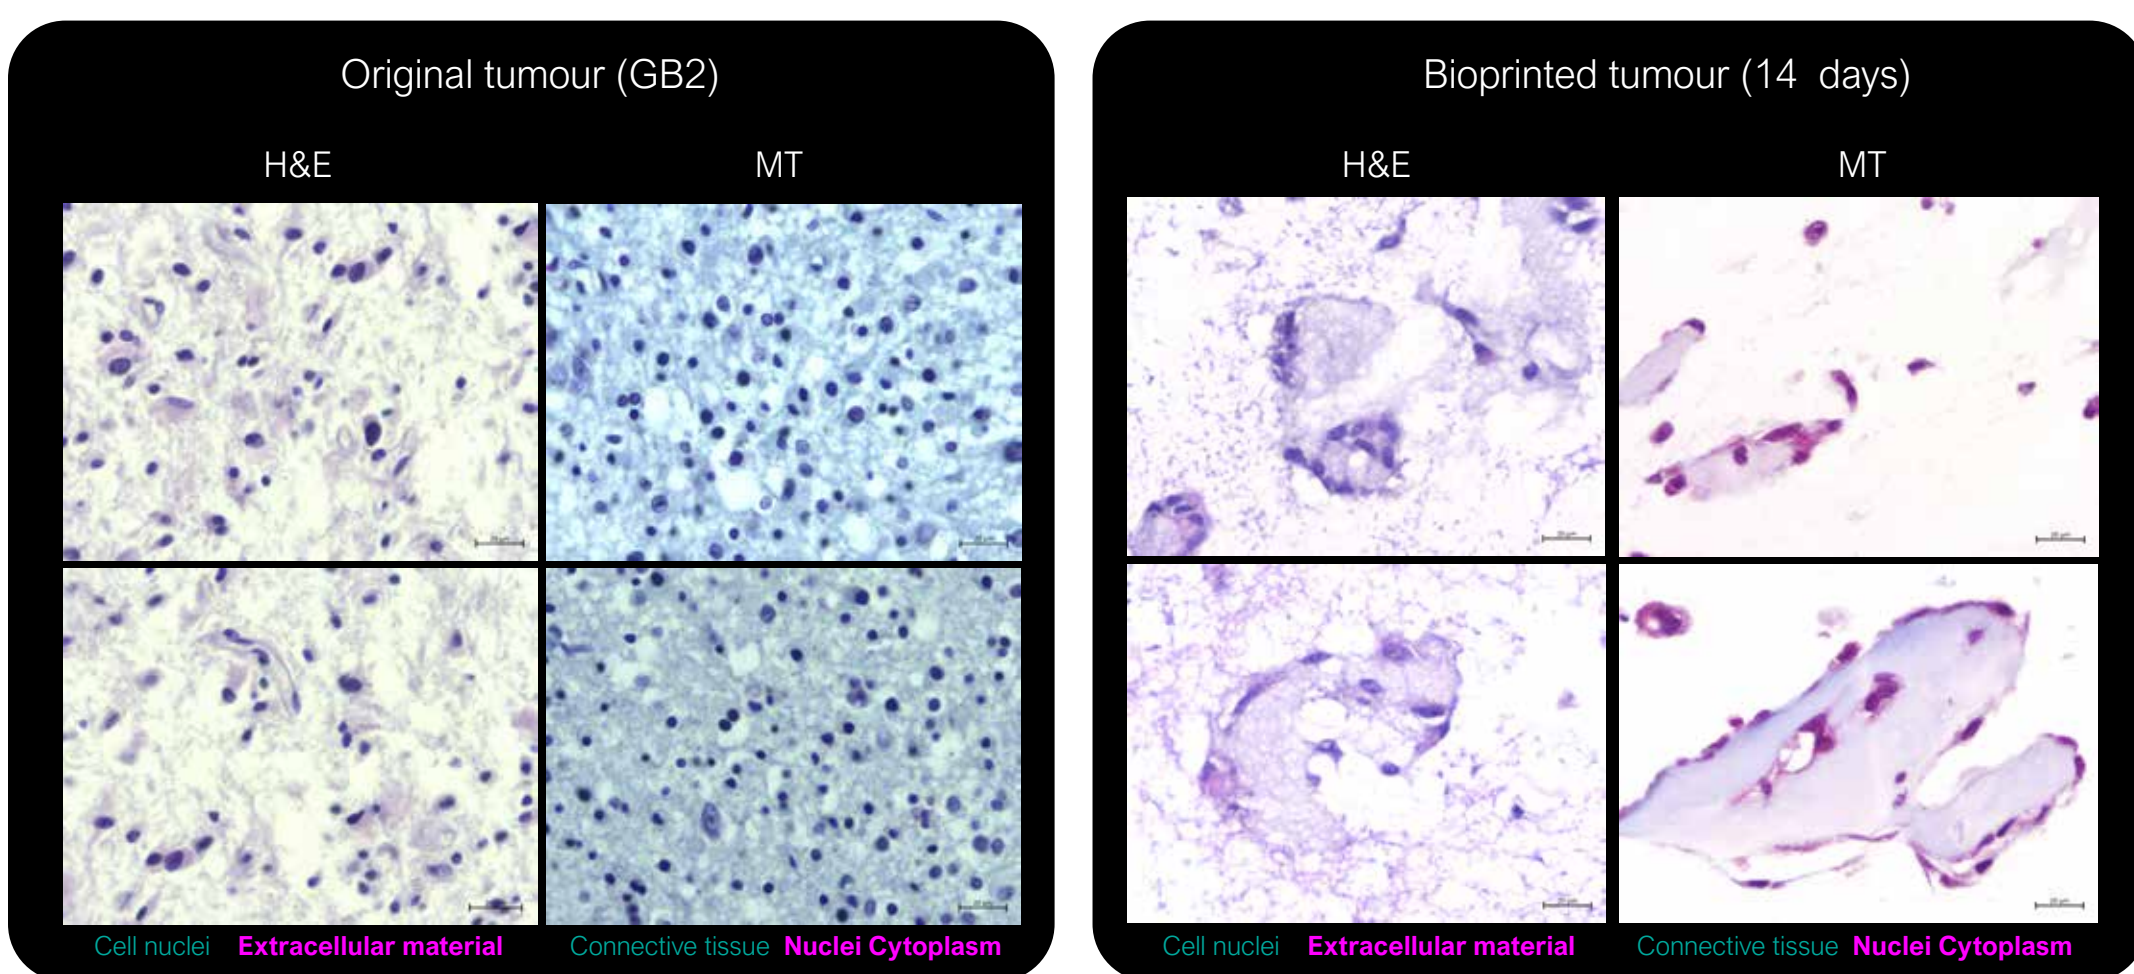 Original tumour (GB2)
H&E MT
Cell nuclei Extracellular material Connective tissue Nuclei Cytoplasm
Bioprinted tumour (14 days)
H&E MT
Cell nuclei Extracellular material Connective tissue Nuclei Cytoplasm